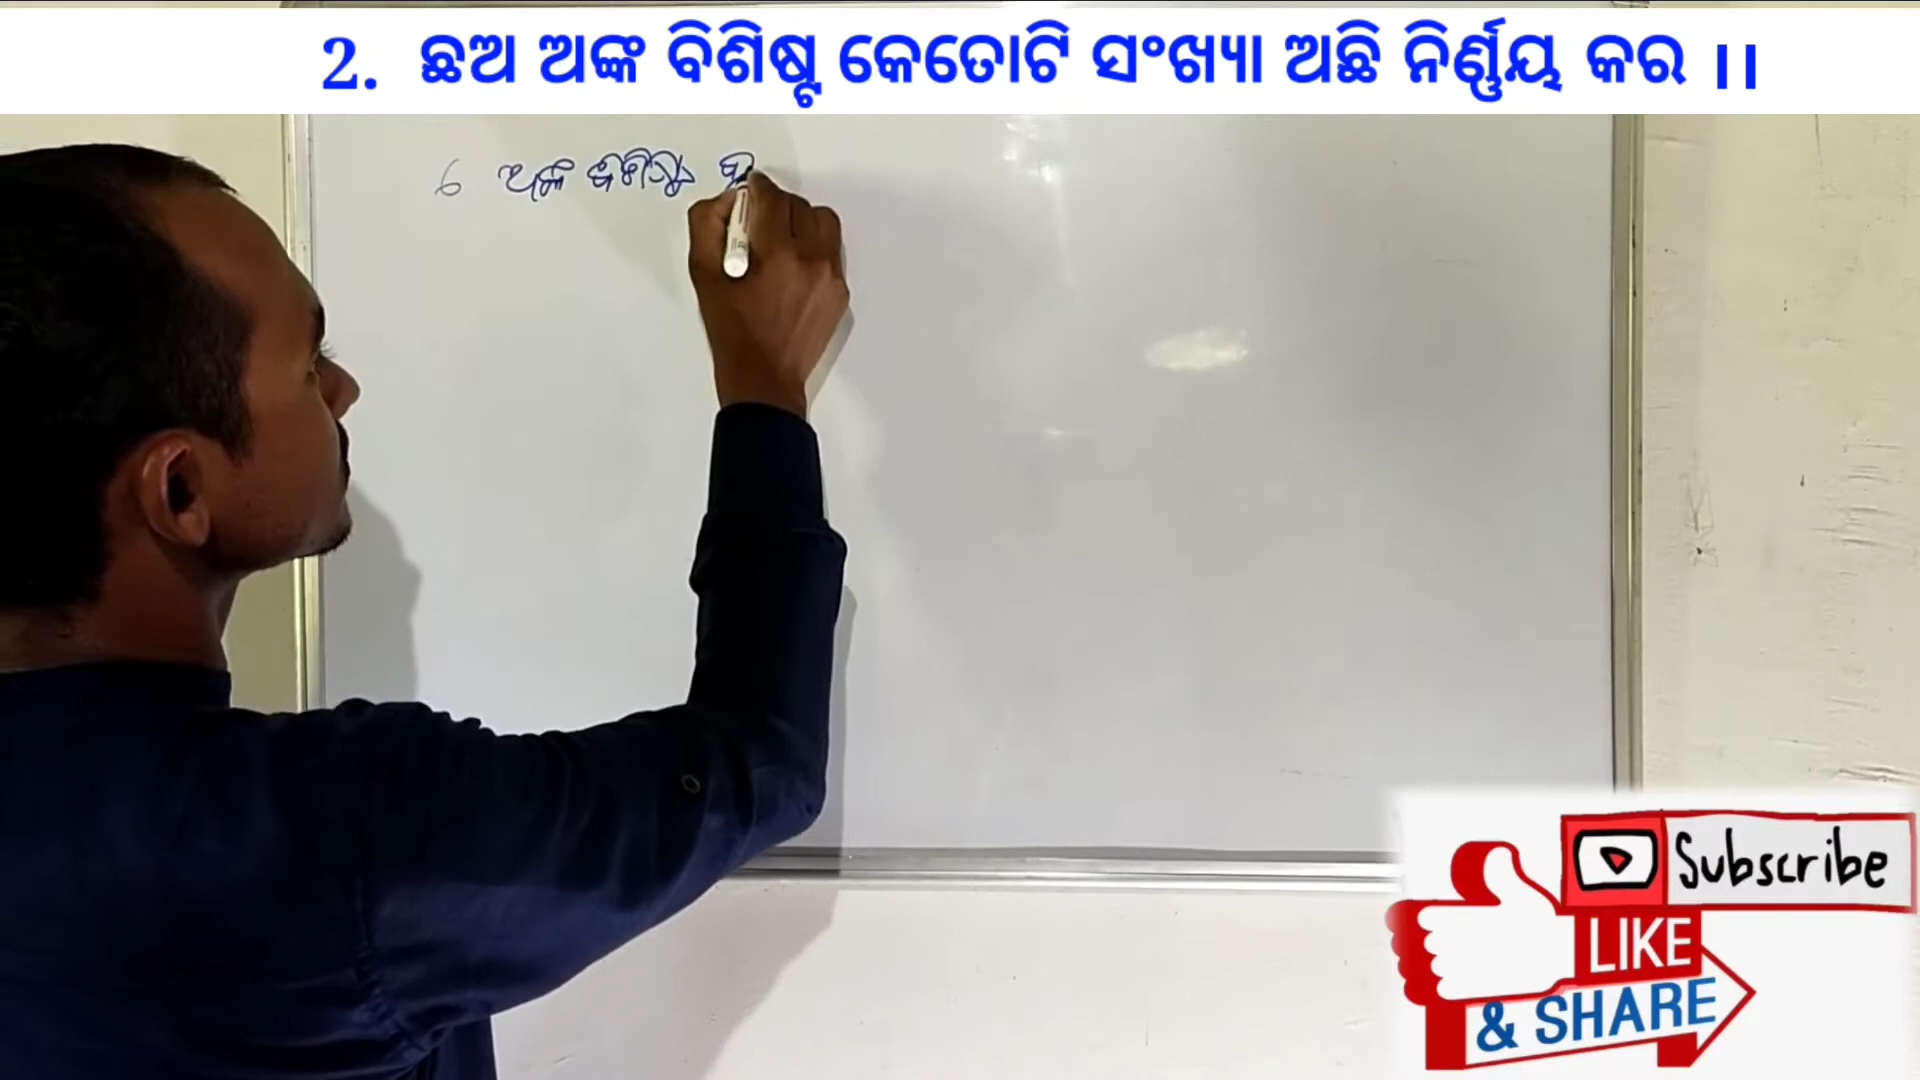 2. ଛଅ ଅଙ୍କ ବିଶିଷ୍ଟ କେତୋଟି ସଂଖ୍ୟା ଅଛି ନିର୍ଣ୍ଣୟ କର ।।
6 ଅଙ୍କ
Subscribe
LIKE
& SHARE